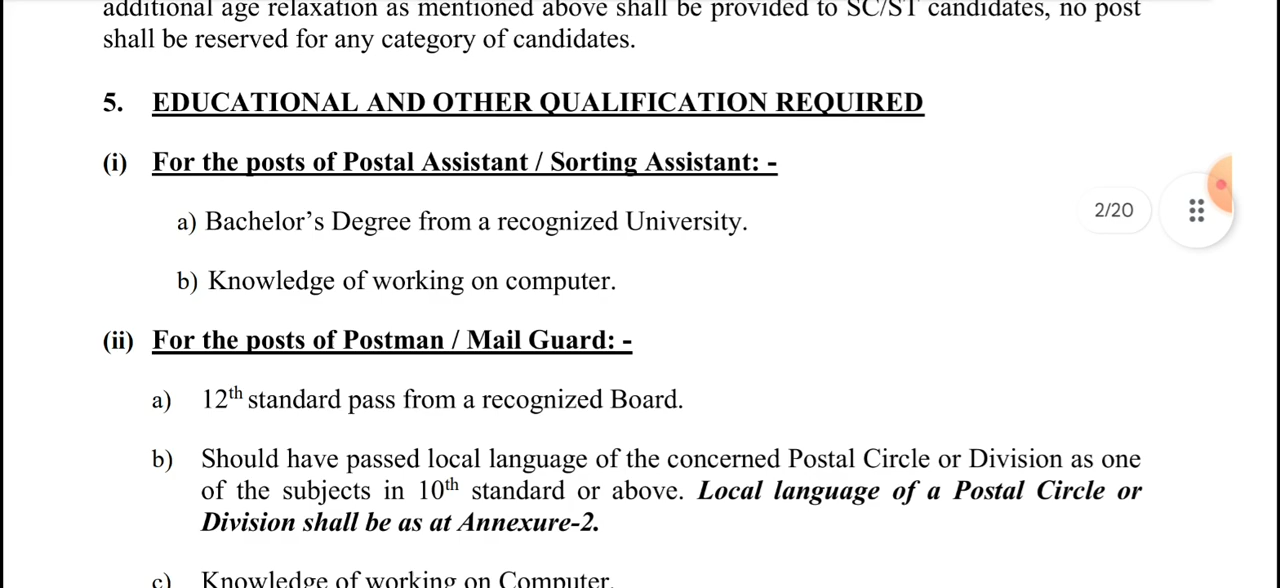 additional age relaxation as mentioned above shall be provided to SC/ST candidates, no post
shall be reserved for any category of candidates.
5. EDUCATIONAL AND OTHER QUALIFICATION REQUIRED
(i) For the posts of Postal Assistant / Sorting Assistant: -
a) Bachelor’s Degree from a recognized University.
2/20
b) Knowledge of working on computer.
(ii) For the posts of Postman / Mail Guard: -
a) 12th standard pass from a recognized Board.
b) Should have passed local language of the concerned Postal Circle or Division as one
of the subjects in 10th standard or above. Local language of a Postal Circle or
Division shall be as at Annexure-2.
c) Knowledge of working on Computer.